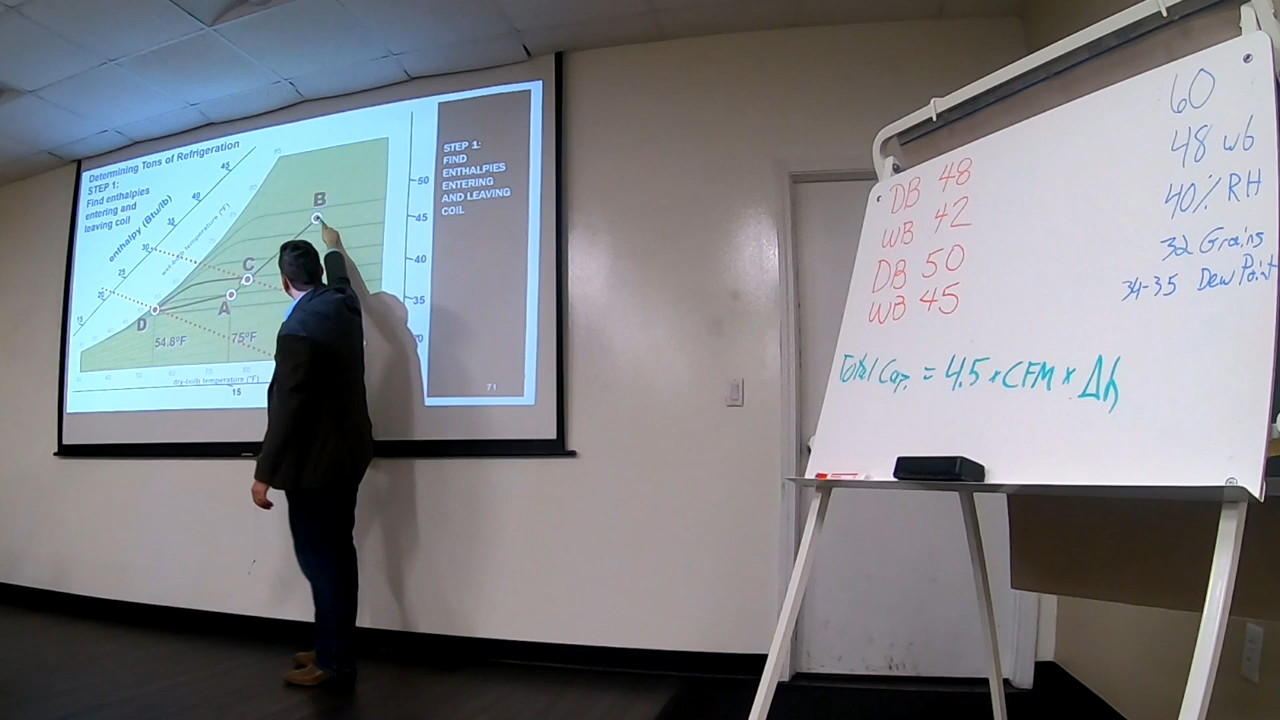 Determining Tons of Refrigeration
STEP 1:
Find enthalpies
entering and
leaving coil
enthalpy (Btu/lb)
45
40
35
30
25
20
15
B
C
A
D
54.8°F
75°F
dry-bulb temperature (°F)
15
50
45
40
35
STEP 1:
FIND
ENTHALPIES
ENTERING
AND LEAVING
COIL
71
DB 48
WB 42
DB 50
WB 45
Total Cap. = 4.5 × CFM × Δh
60
48 wb
40% RH
32 Grains
34-35 Dew Point